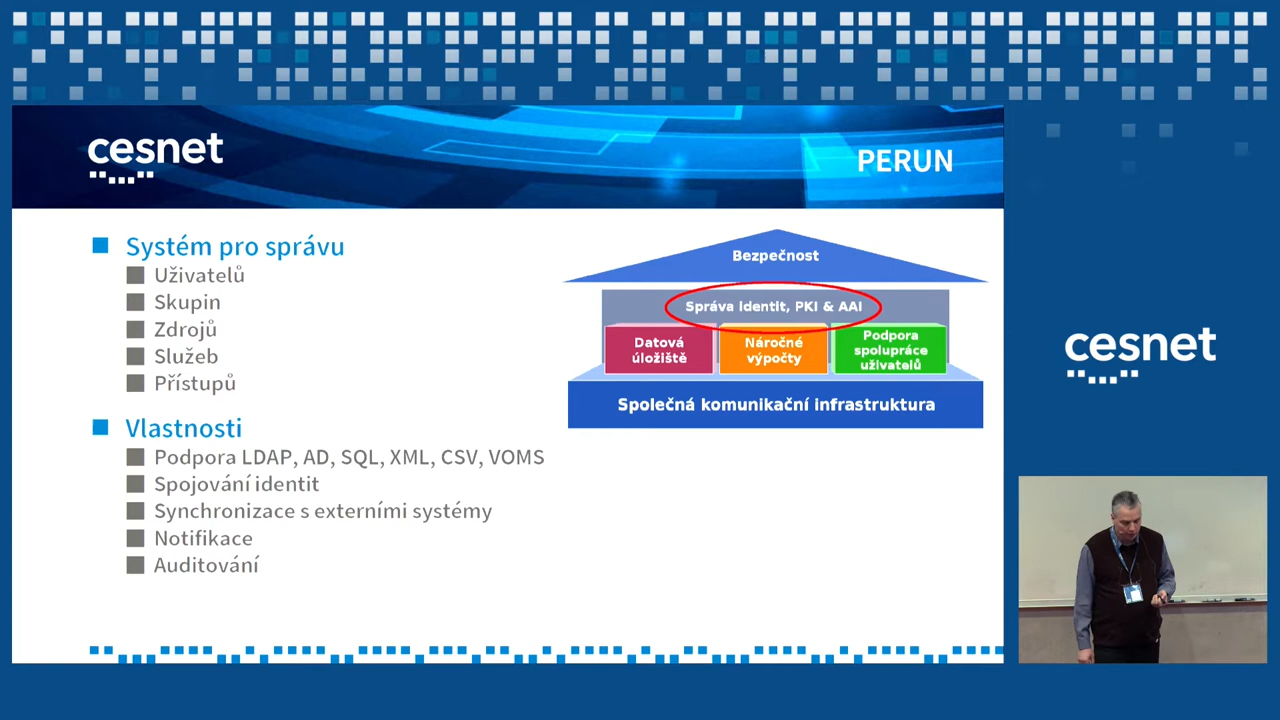 cesnet
PERUN
Systém pro správu
Uživatelů
Skupin
Zdrojů
Služeb
Přístupů
Vlastnosti
Podpora LDAP, AD, SQL, XML, CSV, VOMS
Spojování identit
Synchronizace s externími systémy
Notifikace
Auditování
Bezpečnost
Správa identit, PKI & AAI
Datová
úložiště
Náročné
výpočty
Podpora
spolupráce
uživatelů
Společná komunikační infrastruktura
cesnet